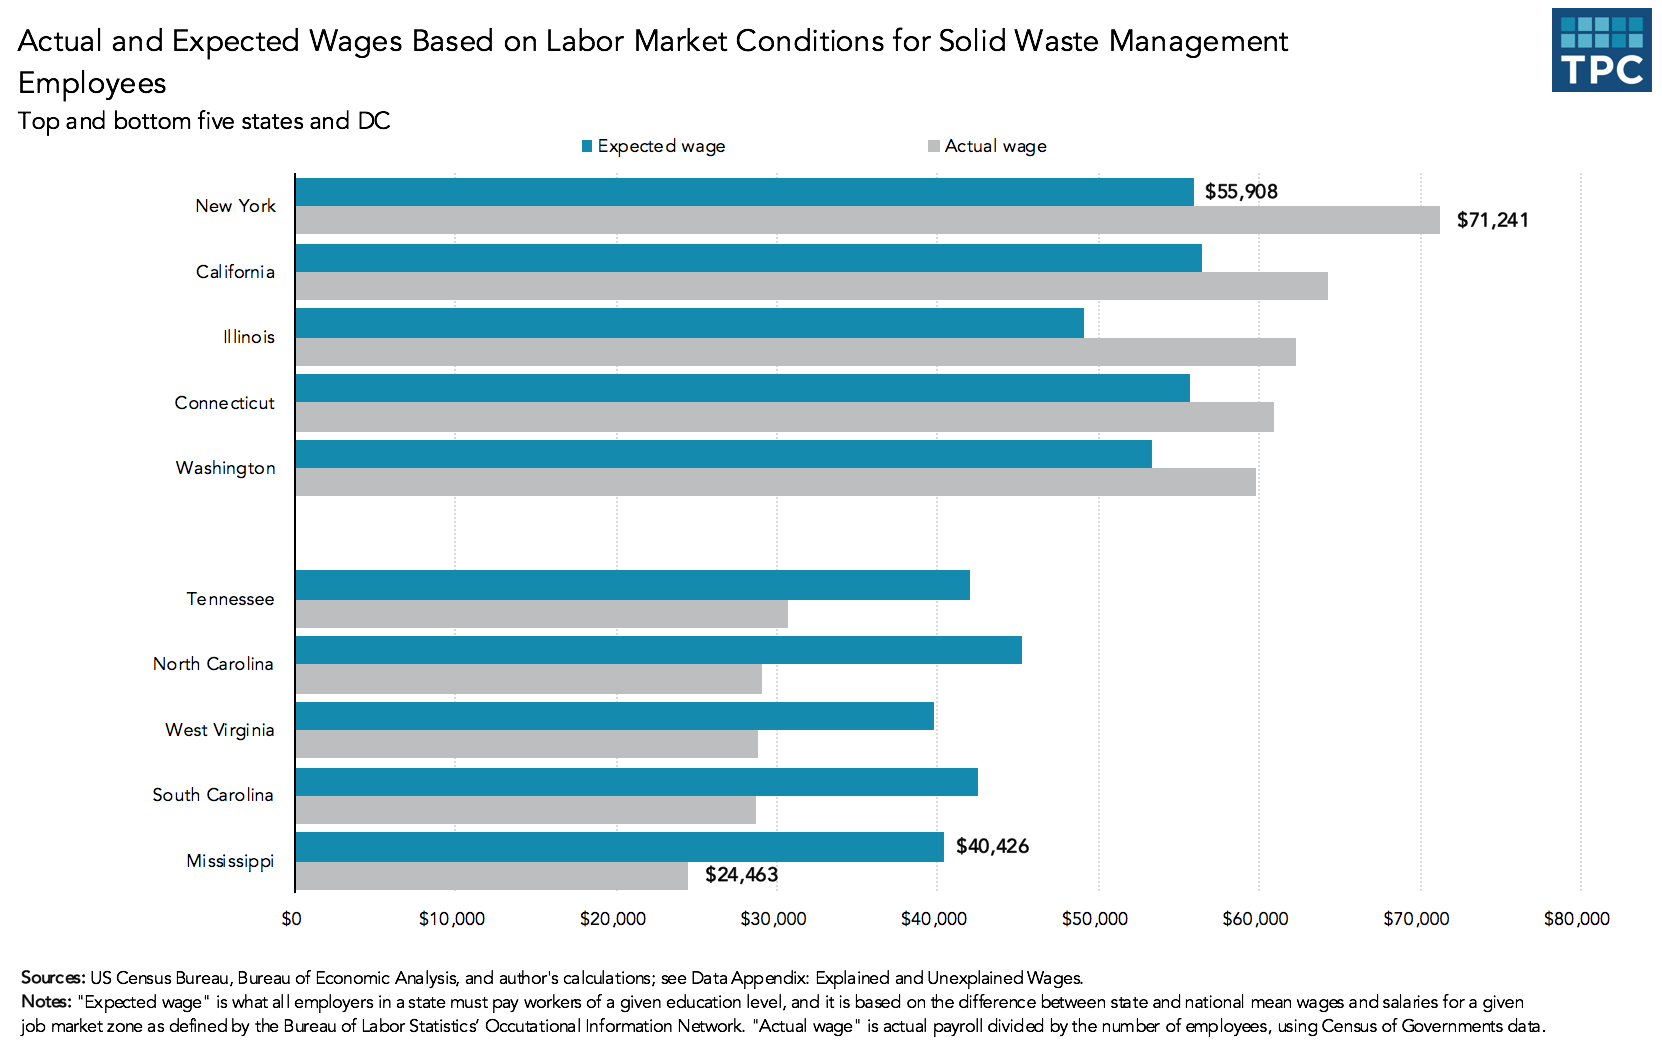 Actual and Expected Wages Based on Labor Market Conditions for Solid Waste Management
Employees
TPC
Top and bottom five states and DC
Expected wage Actual wage
New York $55,908
$71,241
California
Illinois
Connecticut
Washington
Tennessee
North Carolina
West Virginia
South Carolina
Mississippi $40,426
$24,463
$0 $10,000 $20,000 $30,000 $40,000 $50,000 $60,000 $70,000 $80,000
Sources: US Census Bureau, Bureau of Economic Analysis, and author's calculations; see Data Appendix: Explained and Unexplained Wages.
Notes: "Expected wage" is what all employers in a state must pay workers of a given education level, and it is based on the difference between state and national mean wages and salaries for a given
job market zone as defined by the Bureau of Labor Statistics’ Occutational Information Network. "Actual wage" is actual payroll divided by the number of employees, using Census of Governments data.